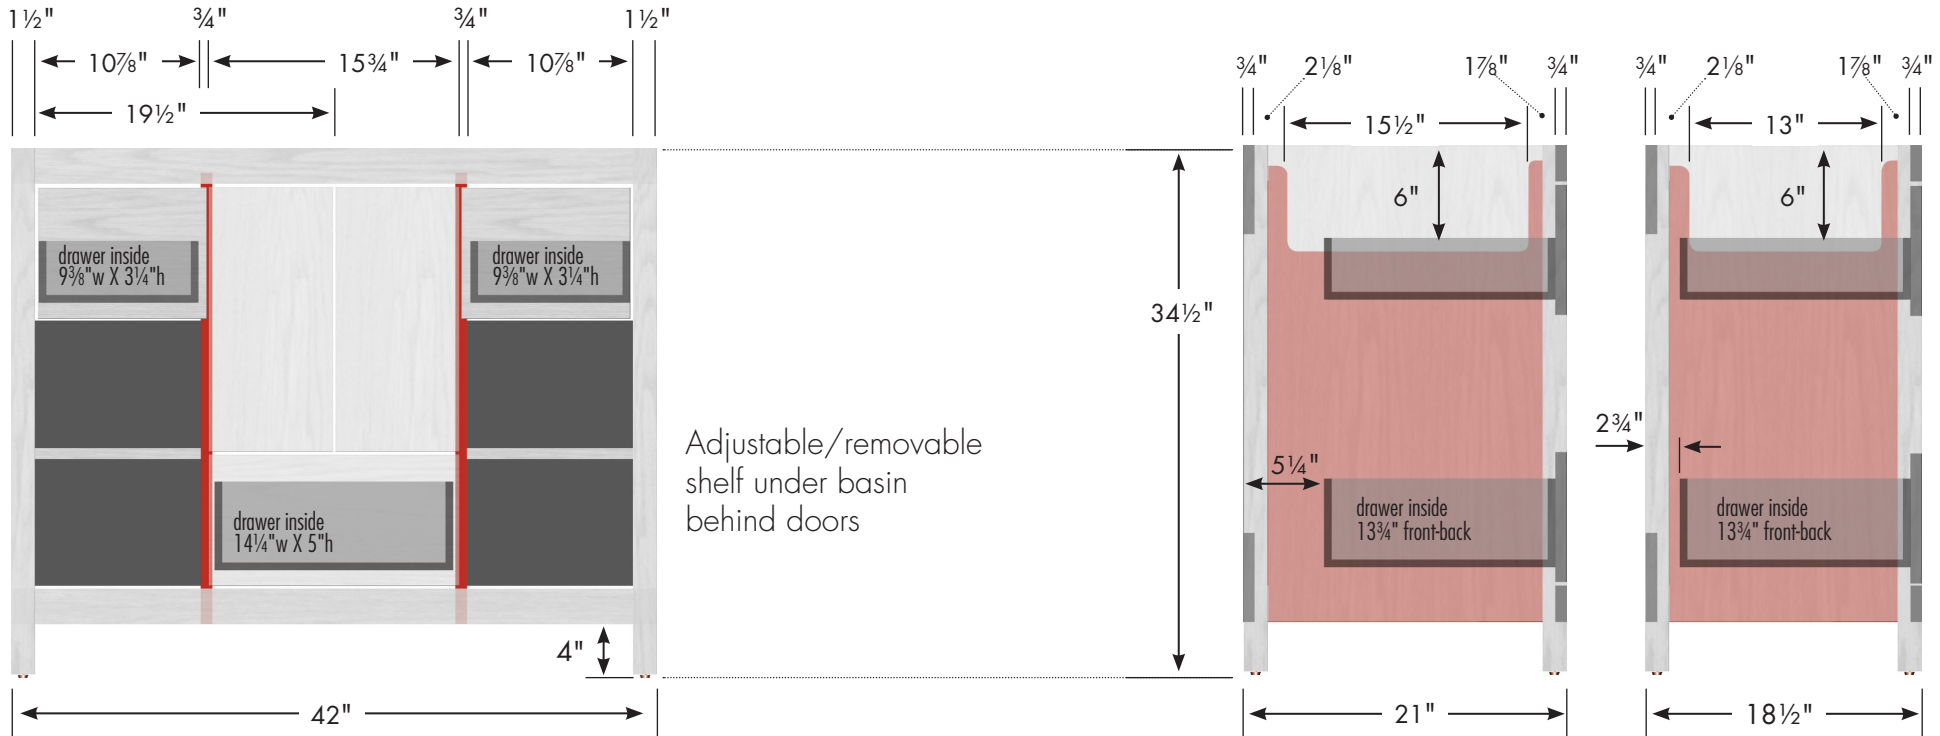 1½" ¾" ¾" 1½"
10⅞" 15¾" 10⅞"
19½"
drawer inside
9⅜"w X 3¼"h
drawer inside
9⅜"w X 3¼"h
drawer inside
14¼"w X 5"h
4"
42"
Adjustable/removable
shelf under basin
behind doors
34½"
¾" 2⅛" 1⅞" ¾"
15½"
6"
5¼"
drawer inside
13¾" front-back
21"
¾" 2⅛" 1⅞" ¾"
13"
6"
2¾"
drawer inside
13¾" front-back
18½"